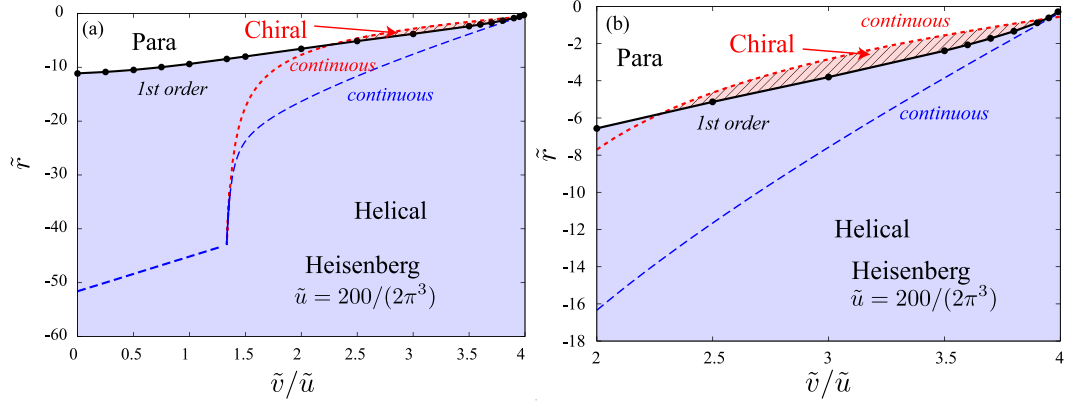 (a)
Para
Chiral
continuous
1st order
continuous
Helical
Heisenberg
ũ = 200/(2π³)
0
-10
-20
-30
-40
-50
-60
r̃
0 0.5 1 1.5 2 2.5 3 3.5 4
ṽ/ũ
(b)
continuous
Chiral
Para
1st order
continuous
Helical
Heisenberg
ũ = 200/(2π³)
0
-2
-4
-6
-8
-10
-12
-14
-16
-18
r̃
2 2.5 3 3.5 4
ṽ/ũ